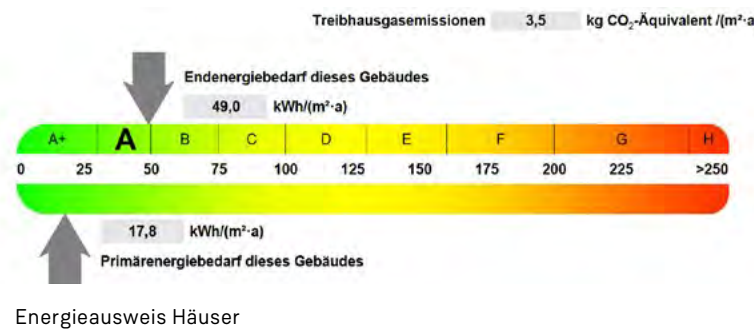 Treibhausgasemissionen 3,5 kg CO₂-Äquivalent /(m²·a
Endenergiebedarf dieses Gebäudes
49,0 kWh/(m²·a)
A+ A B C D E F G H
0 25 50 75 100 125 150 175 200 225 >250
17,8 kWh/(m²·a)
Primärenergiebedarf dieses Gebäudes
Energieausweis Häuser